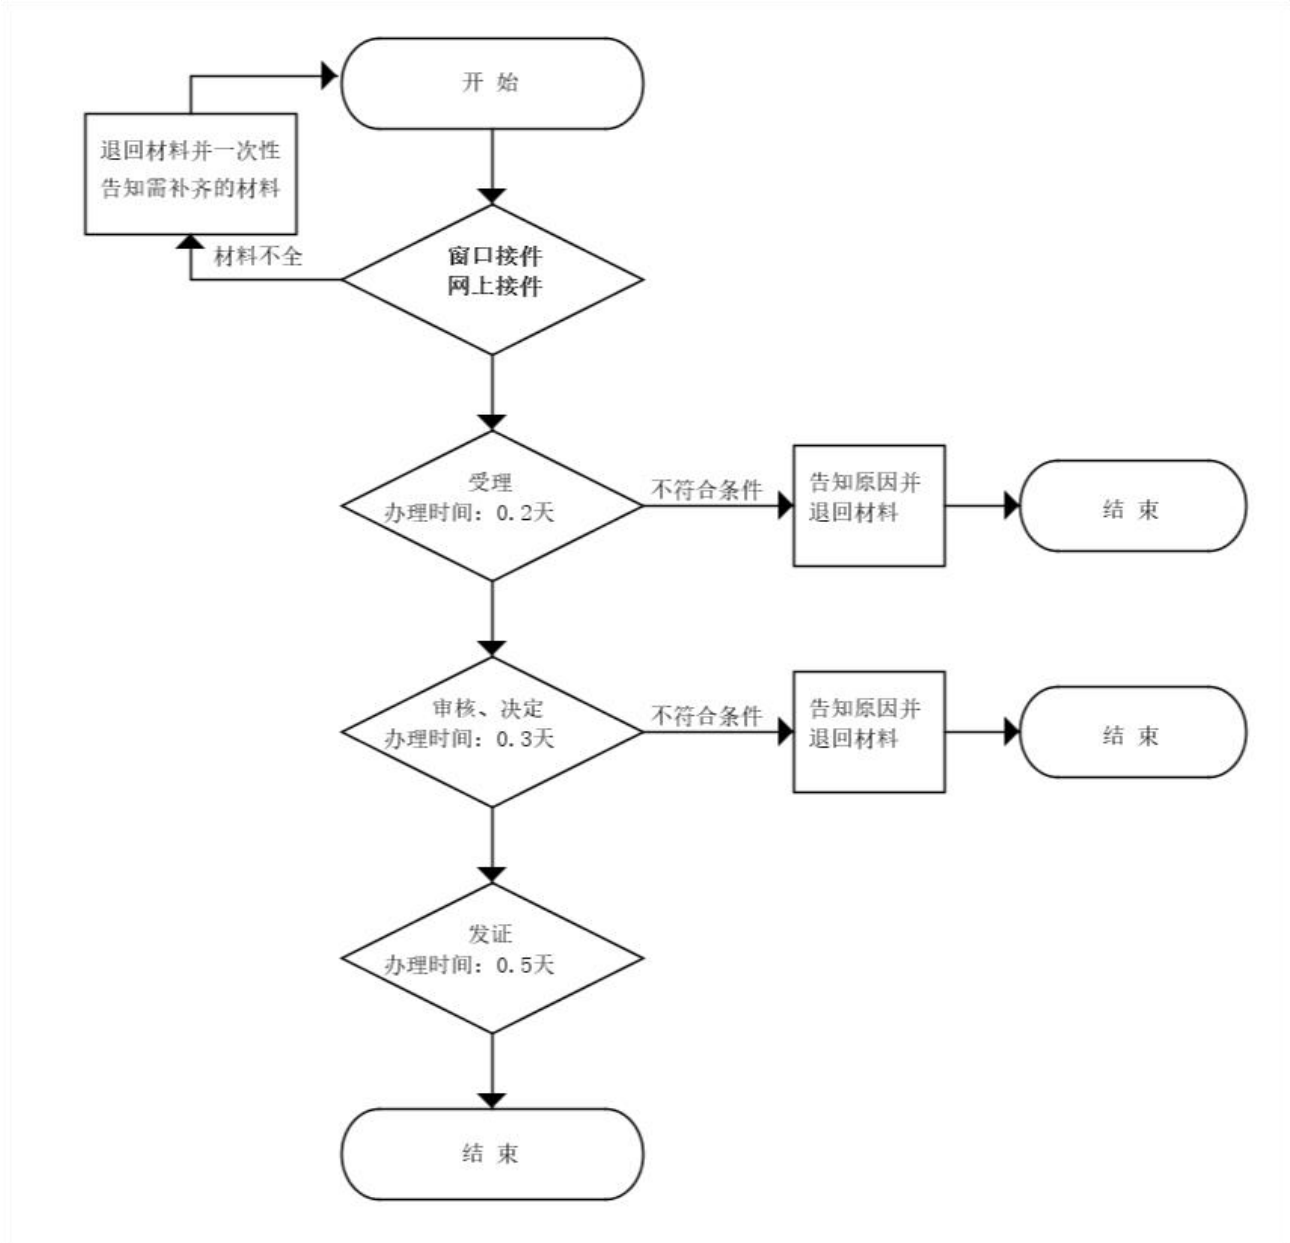 开 始
退回材料并一次性
告知需补齐的材料
材料不全
窗口接件
网上接件
受理
办理时间：0.2天
不符合条件
告知原因并
退回材料
结 束
审核、决定
办理时间：0.3天
不符合条件
告知原因并
退回材料
结 束
发证
办理时间：0.5天
结 束